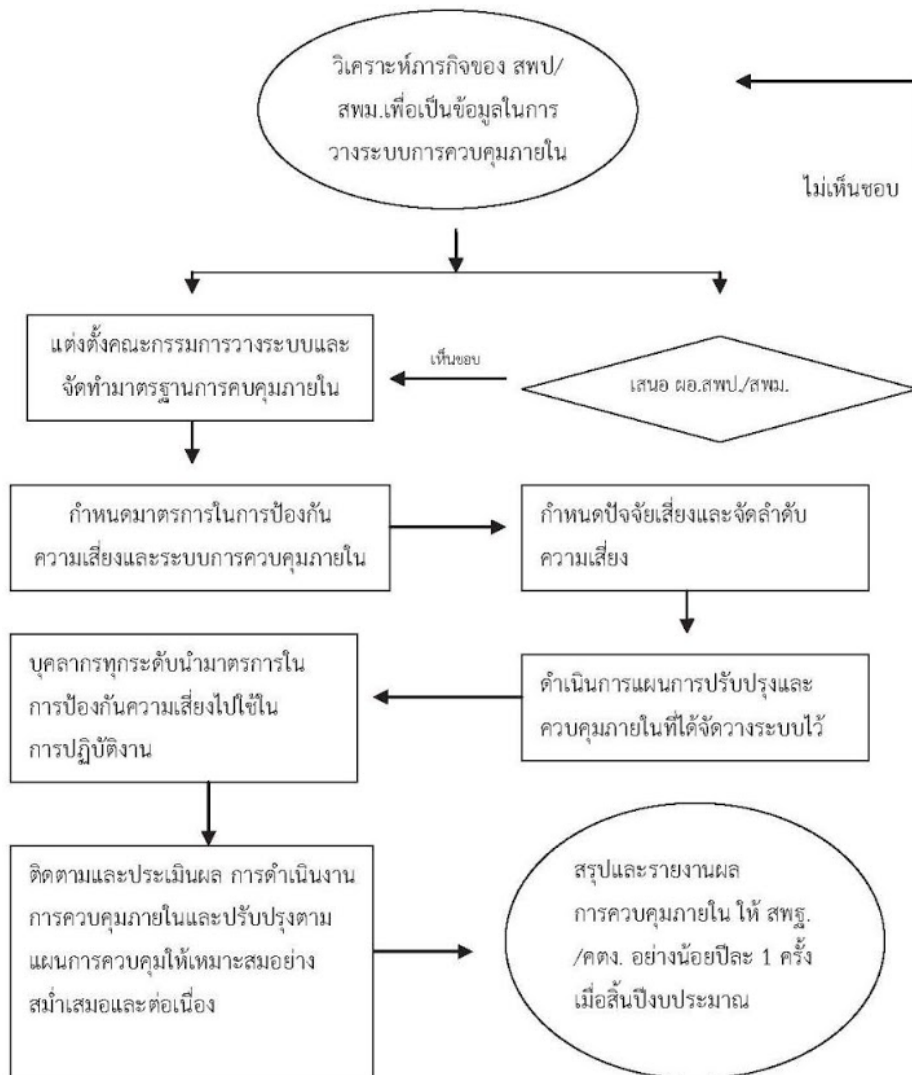 วิเคราะห์ภารกิจของ สพป/
สพม.เพื่อเป็นข้อมูลในการ
วางระบบการควบคุมภายใน
ไม่เห็นชอบ
แต่งตั้งคณะกรรมการวางระบบและ
จัดทำมาตรฐานการคบคุมภายใน
เห็นชอบ
เสนอ ผอ.สพป./สพม.
กำหนดมาตรการในการป้องกัน
ความเสี่ยงและระบบการควบคุมภายใน
กำหนดปัจจัยเสี่ยงและจัดลำดับ
ความเสี่ยง
บุคลากรทุกระดับนำมาตรการใน
การป้องกันความเสี่ยงไปใช้ใน
การปฏิบัติงาน
ดำเนินการแผนการปรับปรุงและ
ควบคุมภายในที่ได้จัดวางระบบไว้
ติดตามและประเมินผล การดำเนินงาน
การควบคุมภายในและปรับปรุงตาม
แผนการควบคุมให้เหมาะสมอย่าง
สม่ำเสมอและต่อเนื่อง
สรุปและรายงานผล
การควบคุมภายใน ให้ สพฐ.
/คตง. อย่างน้อยปีละ 1 ครั้ง
เมื่อสิ้นปีงบประมาณ